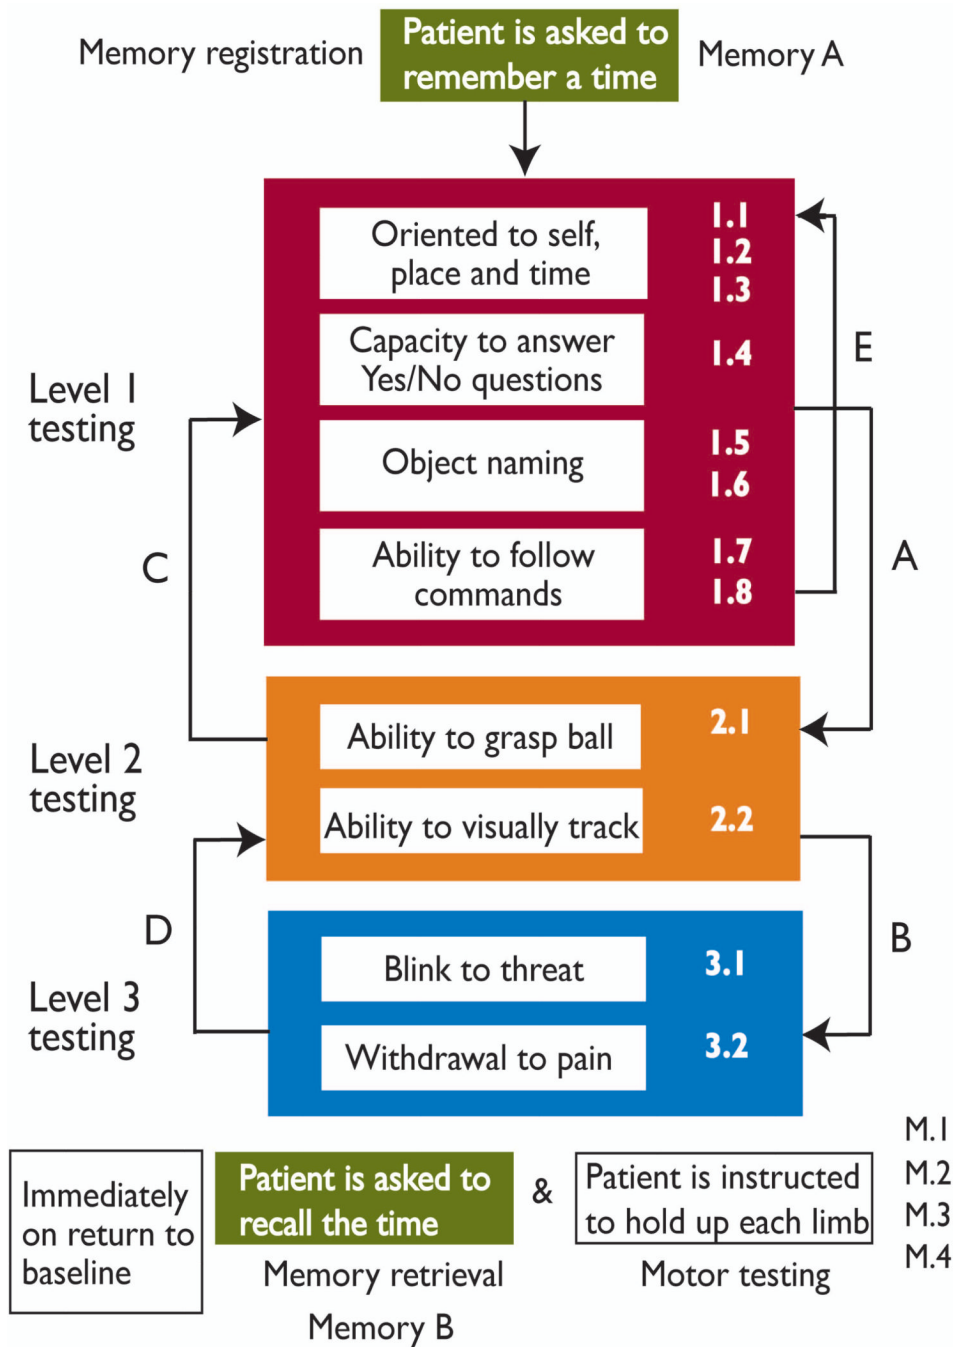 Memory registration
Patient is asked to
remember a time
Memory A
Level 1
testing
Oriented to self,
place and time
1.1
1.2
1.3
Capacity to answer
Yes/No questions
1.4
Object naming
1.5
1.6
Ability to follow
commands
1.7
1.8
E
A
C
Level 2
testing
Ability to grasp ball
2.1
Ability to visually track
2.2
D
B
Level 3
testing
Blink to threat
3.1
Withdrawal to pain
3.2
Immediately
on return to
baseline
Patient is asked to
recall the time
Memory retrieval
Memory B
&
Patient is instructed
to hold up each limb
Motor testing
M.1
M.2
M.3
M.4